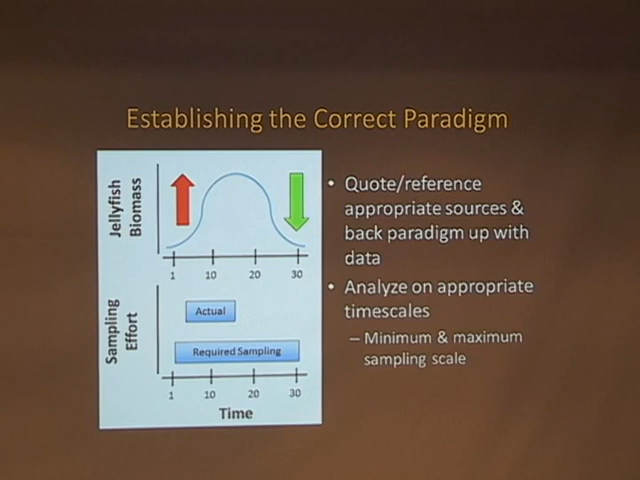 Establishing the Correct Paradigm
Jellyfish
Biomass
1 10 20 30
Sampling
Effort
Actual
Required Sampling
1 10 20 30
Time
• Quote/reference
appropriate sources &
back paradigm up with
data
• Analyze on appropriate
timescales
– Minimum & maximum
sampling scale